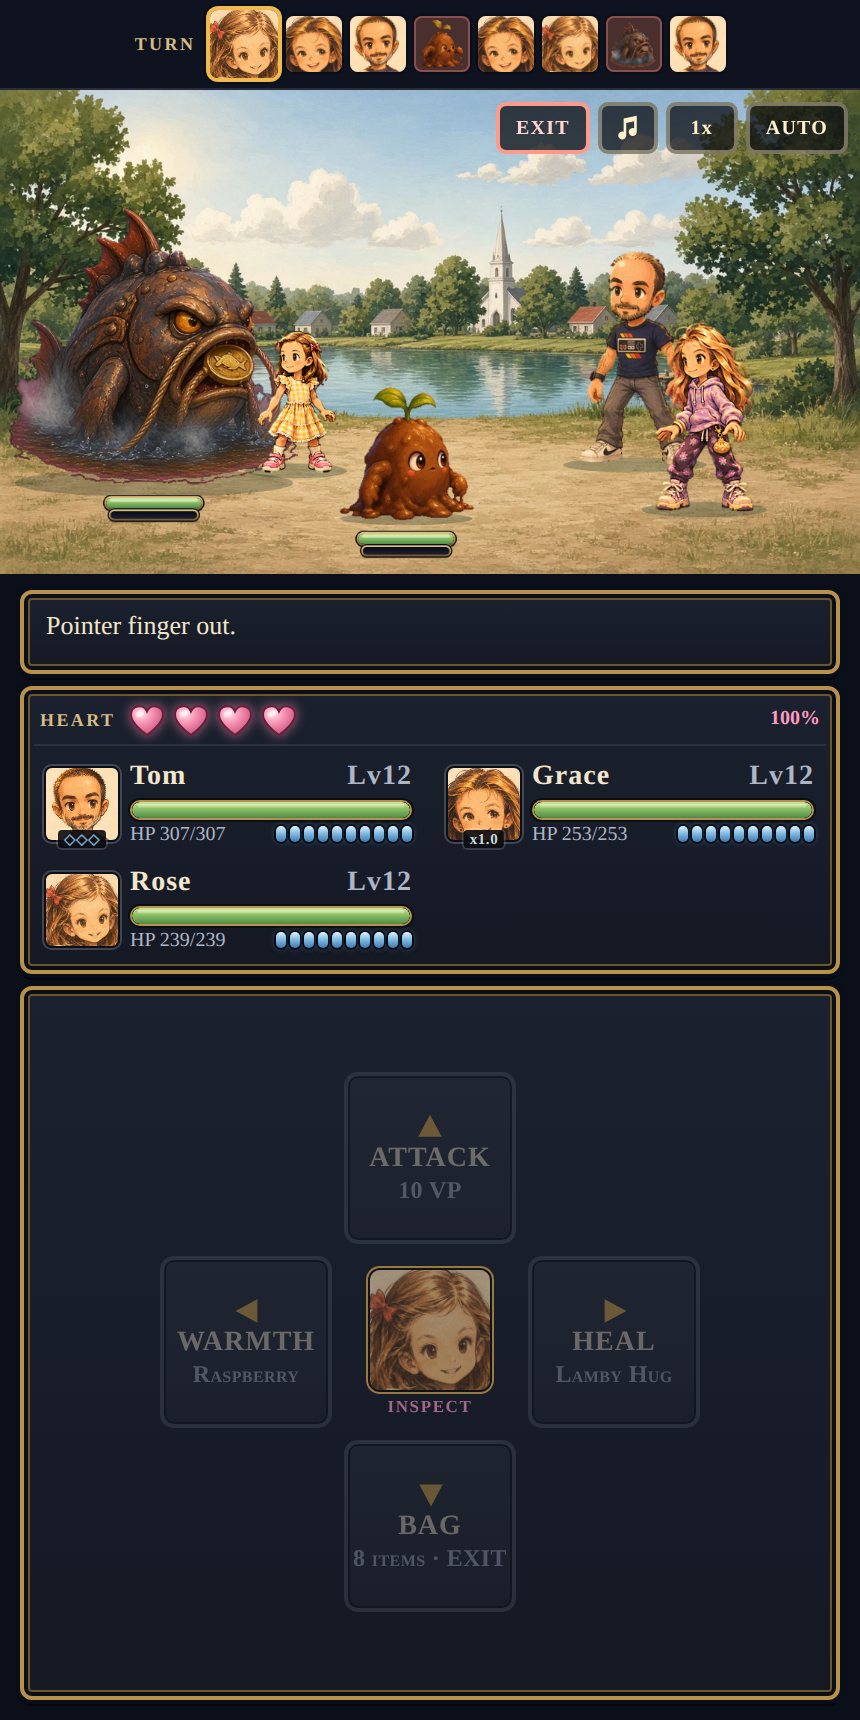 TURN
EXIT
1x
AUTO
Pointer finger out.
HEART
100%
Tom
Lv12
HP 307/307
Grace
Lv12
x1.0
HP 253/253
Rose
Lv12
HP 239/239
ATTACK
10 VP
WARMTH
Raspberry
INSPECT
HEAL
Lamby Hug
BAG
8 items · EXIT